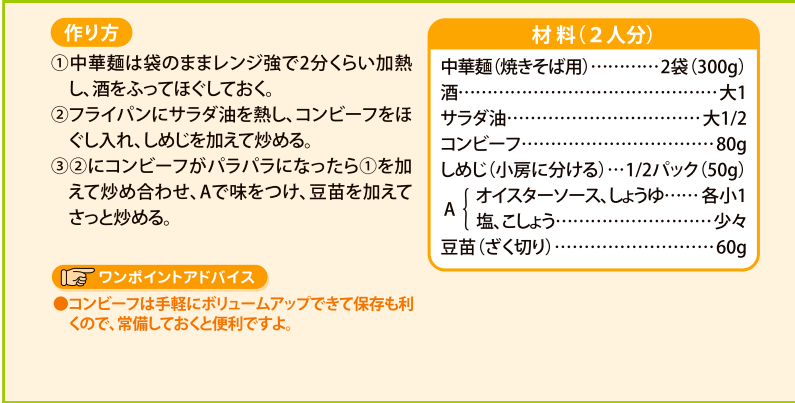 作り方
①中華麺は袋のままレンジ強で2分くらい加熱
し、酒をふってほぐしておく。
②フライパンにサラダ油を熱し、コンビーフをほ
ぐし入れ、しめじを加えて炒める。
③②にコンビーフがパラパラになったら①を加
えて炒め合わせ、Aで味をつけ、豆苗を加えて
さっと炒める。
ワンポイントアドバイス
●コンビーフは手軽にボリュームアップできて保存も利
くので、常備しておくと便利ですよ。
材料（2人分）
中華麺（焼きそば用）…………2袋（300g）
酒……………………………………大1
サラダ油……………………………大1/2
コンビーフ……………………………80g
しめじ（小房に分ける）…1/2パック（50g）
A オイスターソース、しょうゆ……各小1
塩、こしょう………………………少々
豆苗（ざく切り）………………………60g